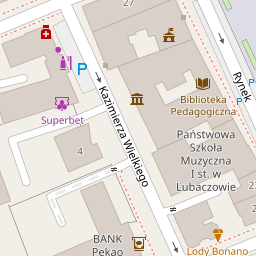 27
P
Rynek
Biblioteka
Pedagogiczna
Superbet
Kazimierza Wielkiego
Państwowa
Szkoła
Muzyczna
I st. w
Lubaczowie
4
BANK
Pekao
Lody Bonano